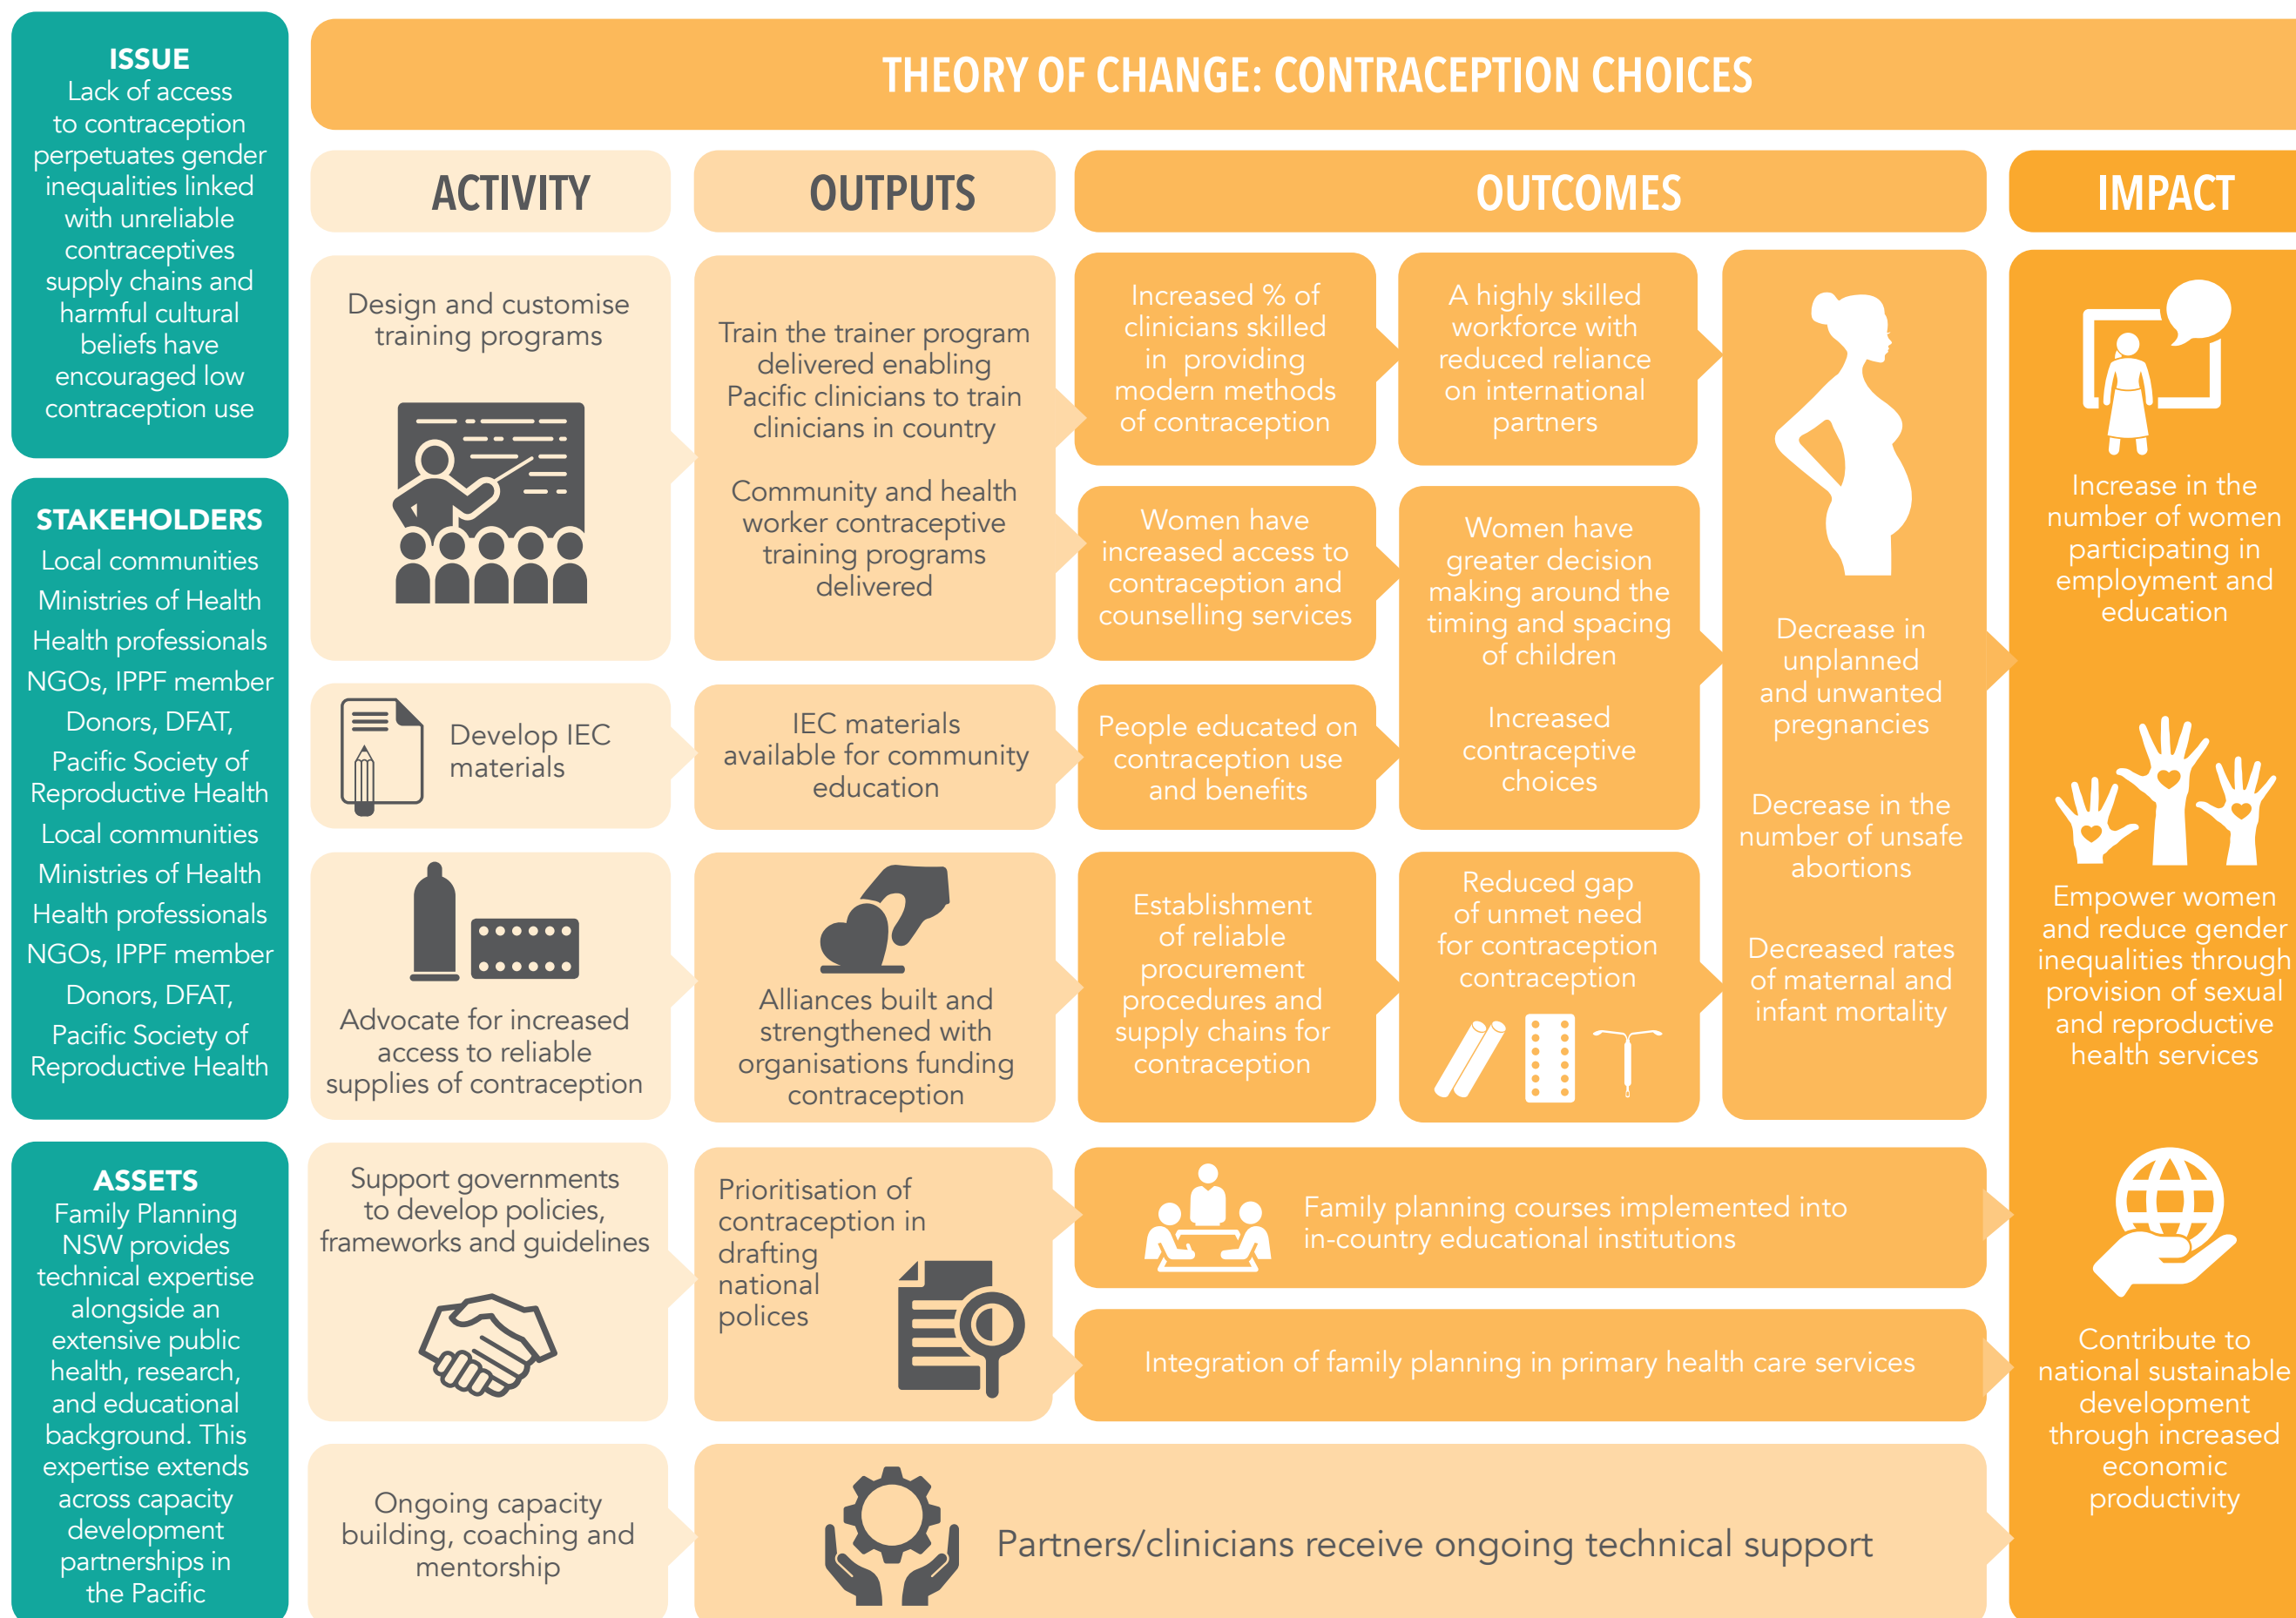 ISSUE
Lack of access
to contraception
perpetuates gender
inequalities linked
with unreliable
contraceptives
supply chains and
harmful cultural
beliefs have
encouraged low
contraception use
STAKEHOLDERS
Local communities
Ministries of Health
Health professionals
NGOs, IPPF member
Donors, DFAT,
Pacific Society of
Reproductive Health
Local communities
Ministries of Health
Health professionals
NGOs, IPPF member
Donors, DFAT,
Pacific Society of
Reproductive Health
ASSETS
Family Planning
NSW provides
technical expertise
alongside an
extensive public
health, research,
and educational
background. This
expertise extends
across capacity
development
partnerships in
the Pacific
THEORY OF CHANGE: CONTRACEPTION CHOICES
ACTIVITY
OUTPUTS
OUTCOMES
IMPACT
Design and customise
training programs
Train the trainer program
delivered enabling
Pacific clinicians to train
clinicians in country
Community and health
worker contraceptive
training programs
delivered
Increased % of
clinicians skilled
in providing
modern methods
of contraception
A highly skilled
workforce with
reduced reliance
on international
partners
Women have
increased access to
contraception and
counselling services
Women have
greater decision
making around the
timing and spacing
of children
Increased
contraceptive
choices
Develop IEC
materials
IEC materials
available for community
education
People educated on
contraception use
and benefits
Advocate for increased
access to reliable
supplies of contraception
Alliances built and
strengthened with
organisations funding
contraception
Establishment
of reliable
procurement
procedures and
supply chains for
contraception
Reduced gap
of unmet need
for contraception
contraception
Decrease in
unplanned
and unwanted
pregnancies
Decrease in the
number of unsafe
abortions
Decreased rates
of maternal and
infant mortality
Support governments
to develop policies,
frameworks and guidelines
Prioritisation of
contraception in
drafting
national
polices
Family planning courses implemented into
in-country educational institutions
Integration of family planning in primary health care services
Ongoing capacity
building, coaching and
mentorship
Partners/clinicians receive ongoing technical support
Increase in the
number of women
participating in
employment and
education
Empower women
and reduce gender
inequalities through
provision of sexual
and reproductive
health services
Contribute to
national sustainable
development
through increased
economic
productivity